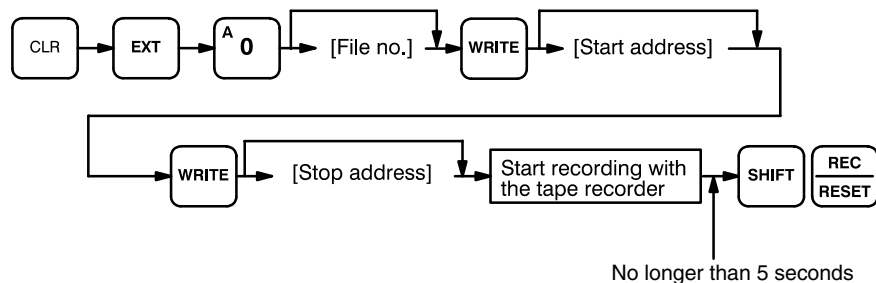 CLR
EXT
A
0
[File no.]
WRITE
[Start address]
WRITE
[Stop address]
Start recording with
the tape recorder
SHIFT
REC
RESET
No longer than 5 seconds